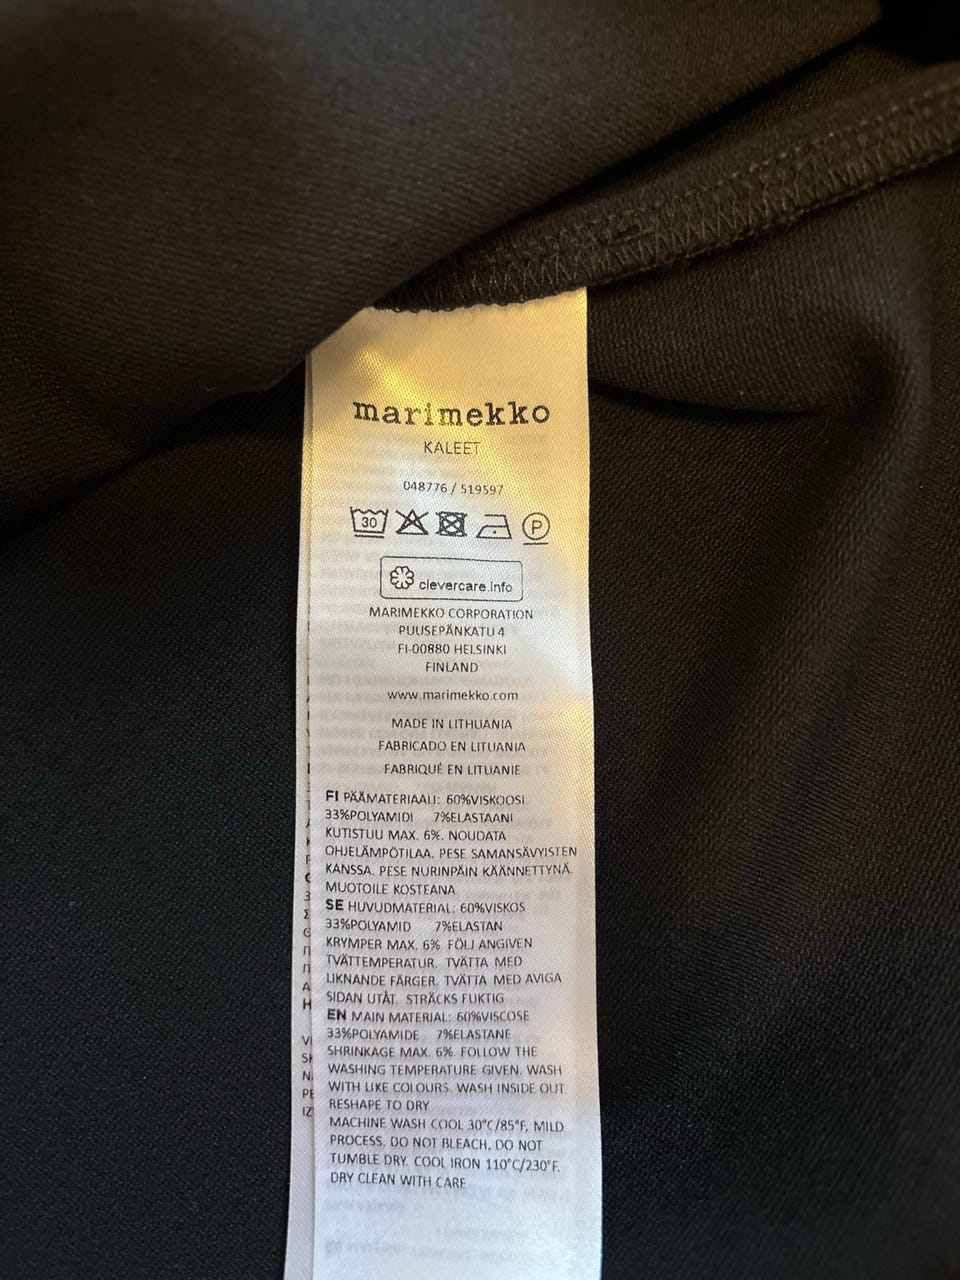 marimekko
KALEET
048776 / 519597
30 P
clevercare.info
MARIMEKKO CORPORATION
PUUSEPÄNKATU 4
FI-00880 HELSINKI
FINLAND
www.marimekko.com
MADE IN LITHUANIA
FABRICADO EN LITUANIA
FABRIQUÉ EN LITUANIE
FI PÄÄMATERIAALI: 60%VISKOOSI
33%POLYAMIDI 7%ELASTAANI
KUTISTUU MAX. 6%. NOUDATA
OHJELÄMPÖTILAA. PESE SAMANSÄVYISTEN
KANSSA. PESE NURINPÄIN KÄÄNNETTYNÄ.
MUOTOILE KOSTEANA
SE HUVUDMATERIAL: 60%VISKOS
33%POLYAMID 7%ELASTAN
KRYMPER MAX. 6%. FÖLJ ANGIVEN
TVÄTTEMPERATUR. TVÄTTA MED
LIKNANDE FÄRGER. TVÄTTA MED AVIGA
SIDAN UTÅT. STRÄCKS FUKTIG
EN MAIN MATERIAL: 60%VISCOSE
33%POLYAMIDE 7%ELASTANE
SHRINKAGE MAX. 6%. FOLLOW THE
WASHING TEMPERATURE GIVEN. WASH
WITH LIKE COLOURS. WASH INSIDE OUT.
RESHAPE TO DRY
MACHINE WASH COOL 30°C/85°F, MILD
PROCESS. DO NOT BLEACH. DO NOT
TUMBLE DRY. COOL IRON 110°C/230°F.
DRY CLEAN WITH CARE